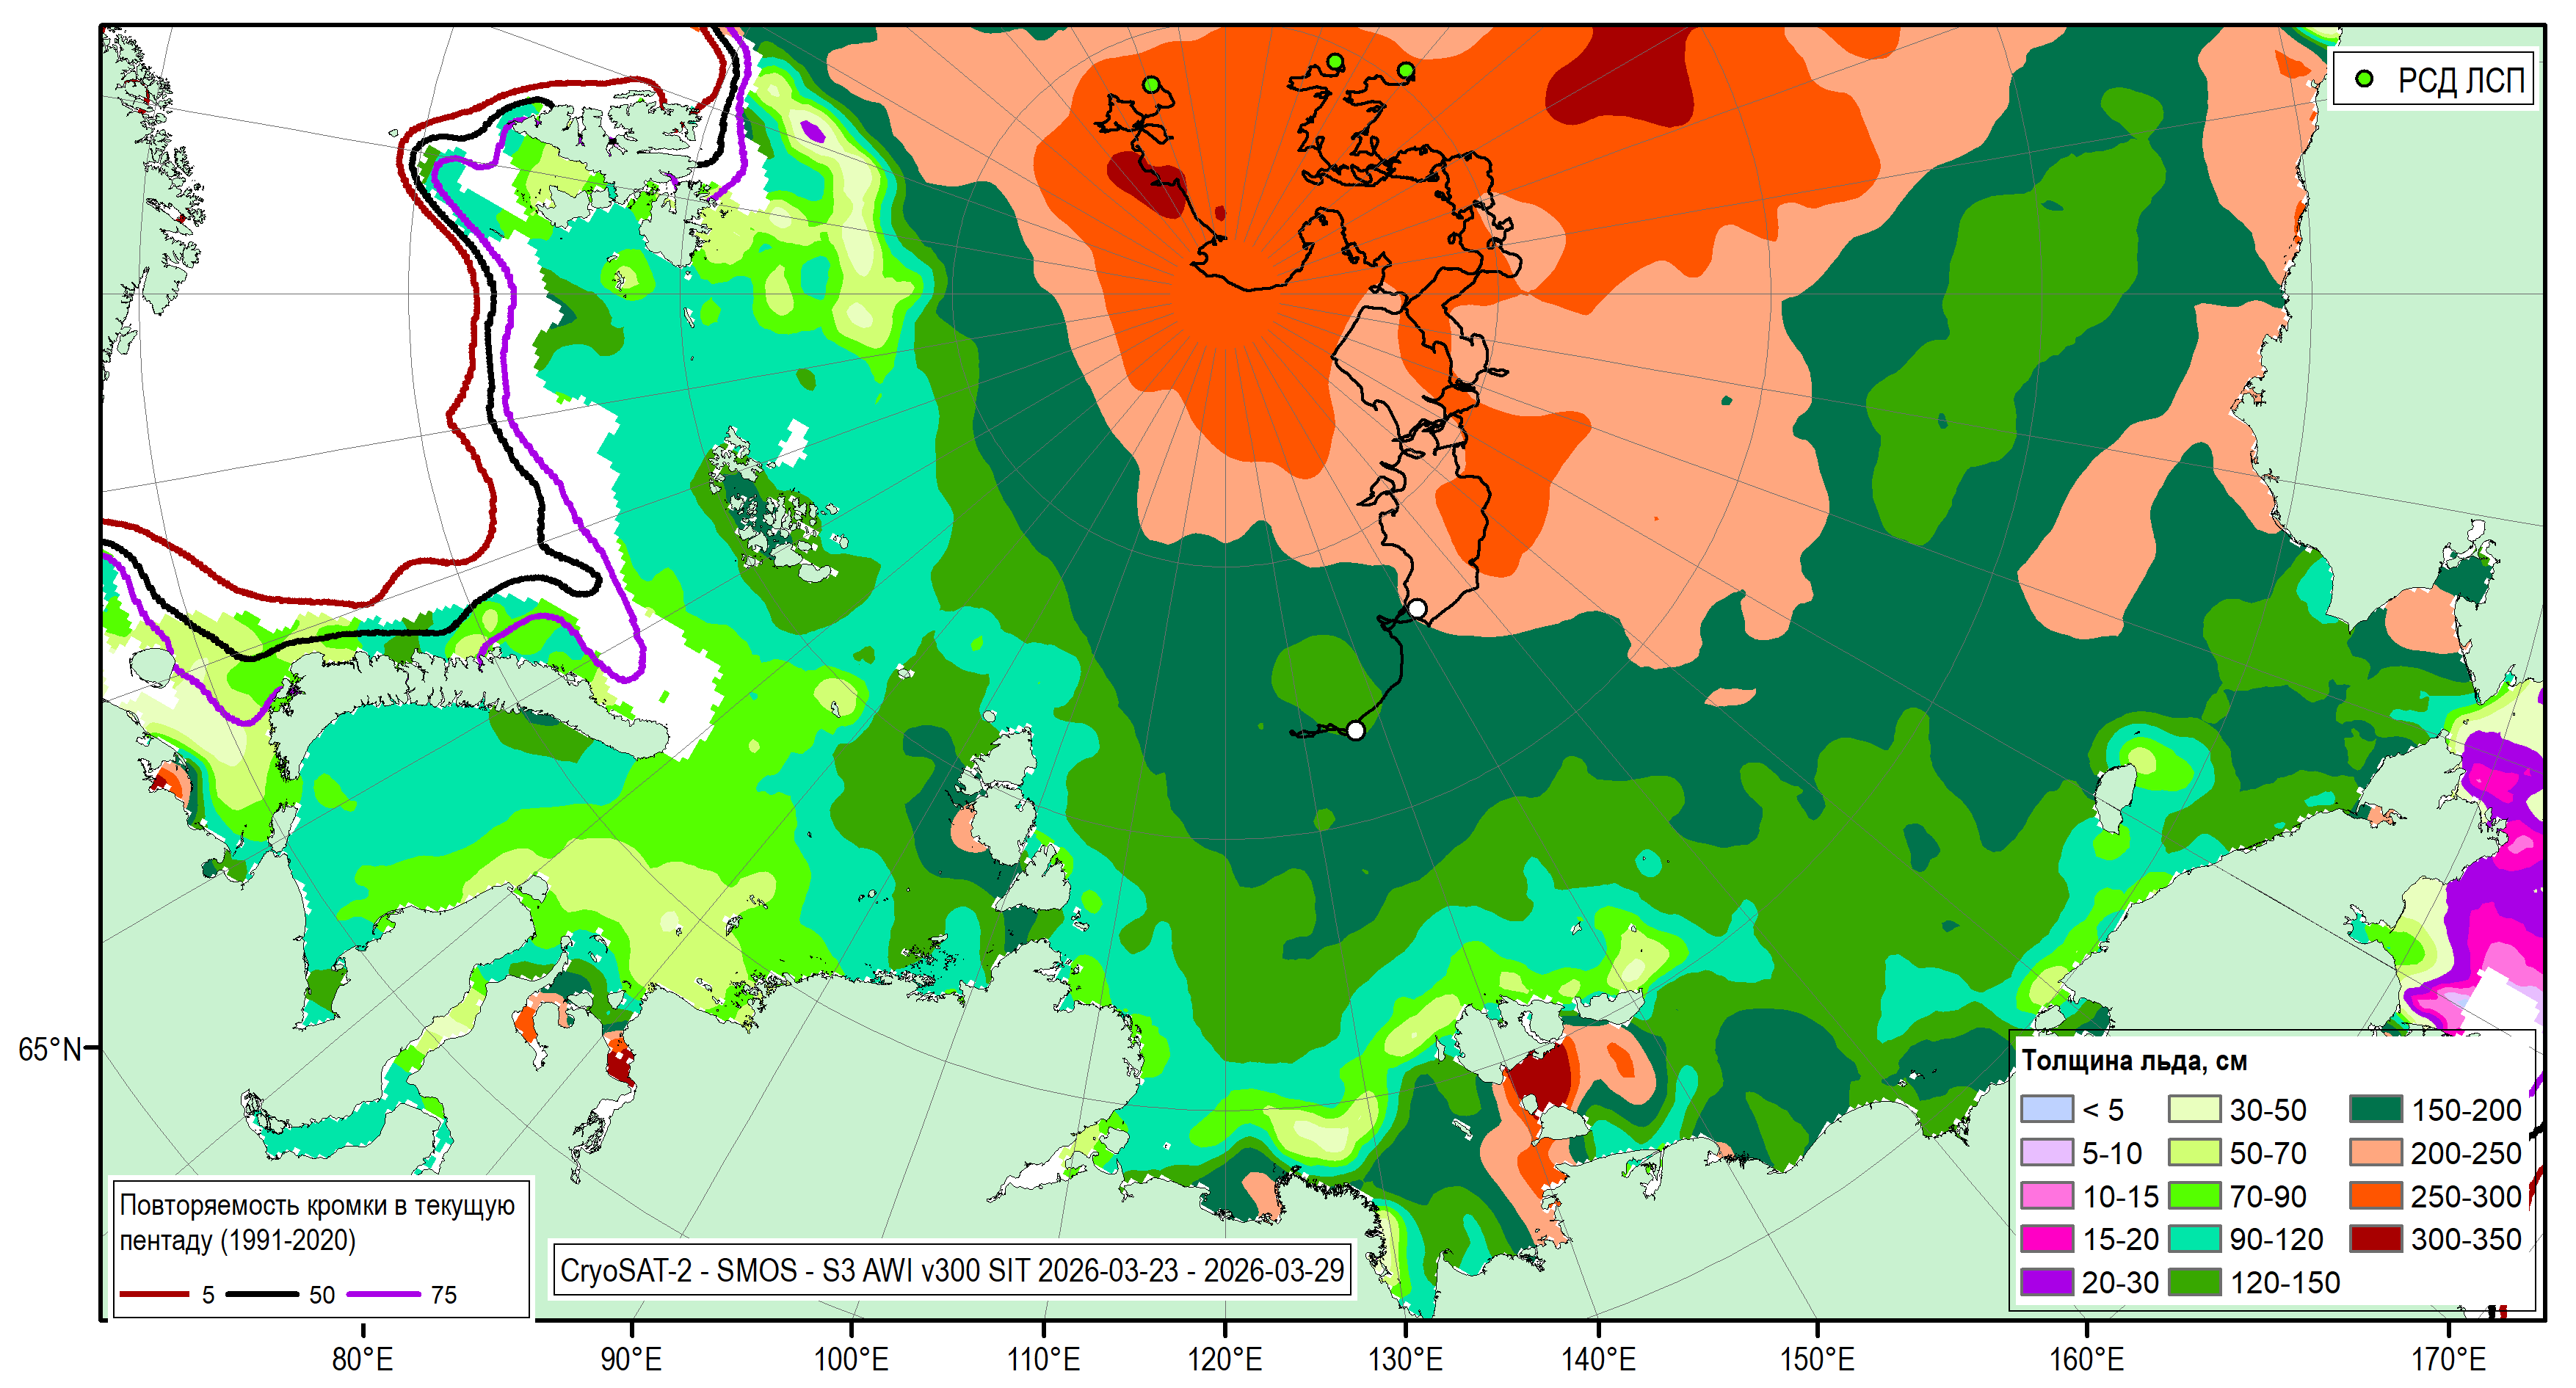 РСД ЛСП
65°N
Толщина льда, см
< 5 30-50 150-200
5-10 50-70 200-250
10-15 70-90 250-300
15-20 90-120 300-350
20-30 120-150
Повторяемость кромки в текущую
пентаду (1991-2020)
5 50 75
CryoSAT-2 - SMOS - S3 AWI v300 SIT 2026-03-23 - 2026-03-29
80°E 90°E 100°E 110°E 120°E 130°E 140°E 150°E 160°E 170°E